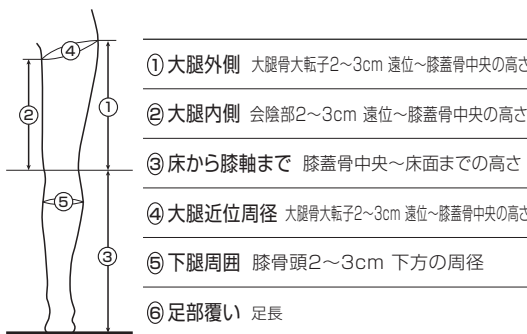 ④
②
①
⑤
③
①大腿外側 大腿骨大転子2〜3cm 遠位〜膝蓋骨中央の高さ
②大腿内側 会陰部2〜3cm 遠位〜膝蓋骨中央の高さ
③床から膝軸まで 膝蓋骨中央〜床面までの高さ
④大腿近位周径 大腿骨大転子2〜3cm 遠位〜膝蓋骨中央の高さ
⑤下腿周囲 膝骨頭2〜3cm 下方の周径
⑥足部覆い 足長